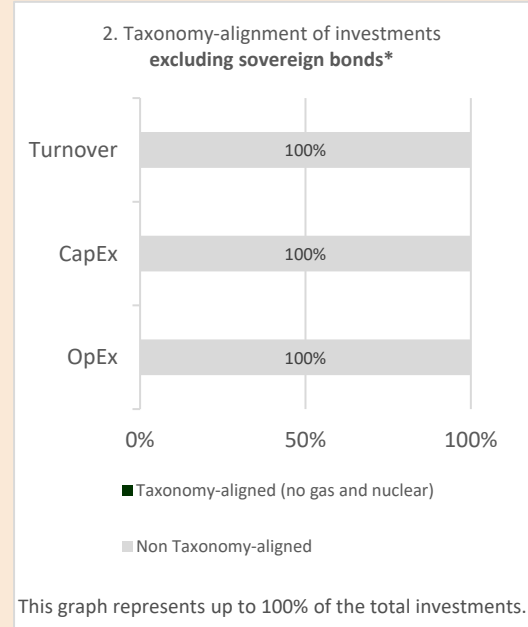 2. Taxonomy-alignment of investments
excluding sovereign bonds*
Turnover
100%
CapEx
100%
OpEx
100%
0% 50% 100%
Taxonomy-aligned (no gas and nuclear)
Non Taxonomy-aligned
This graph represents up to 100% of the total investments.